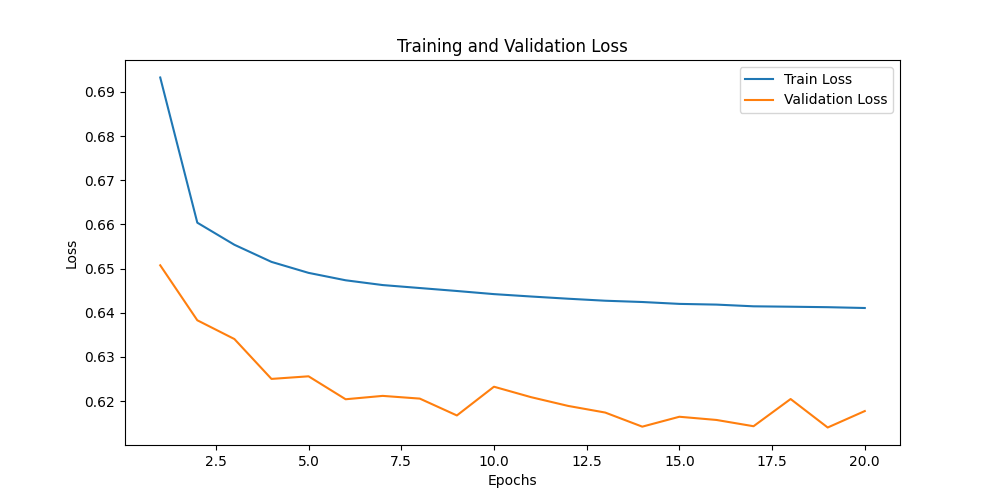 Training and Validation Loss
Train Loss
Validation Loss
0.69
0.68
0.67
0.66
0.65
0.64
0.63
0.62
Loss
2.5 5.0 7.5 10.0 12.5 15.0 17.5 20.0
Epochs